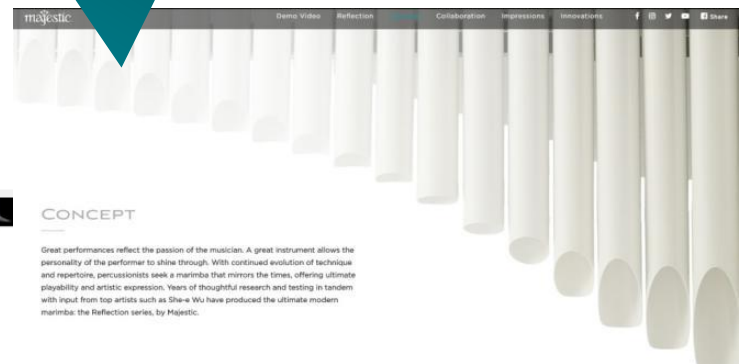 majestic
Demo Video Reflection Collaboration Impressions Innovations Share
CONCEPT
Great performances reflect the passion of the musician. A great instrument allows the
personality of the performer to shine through. With continued evolution of technique
and repertoire, percussionists seek a marimba that mirrors the times, offering ultimate
playability and artistic expression. Years of thoughtful research and testing in tandem
with input from top artists such as She-e Wu have produced the ultimate modern
marimba: the Reflection series, by Majestic.